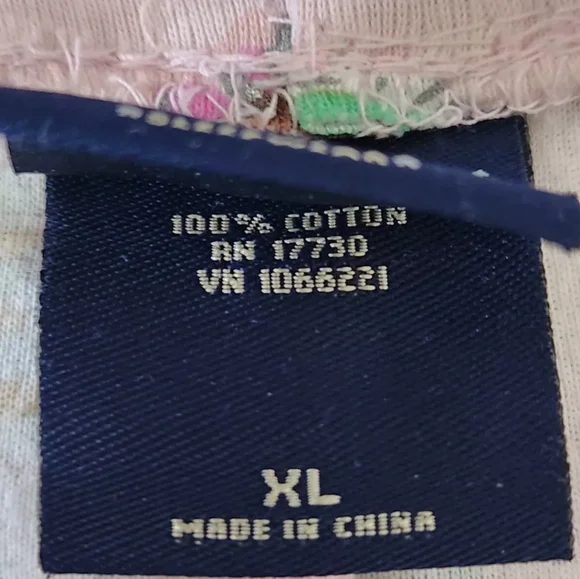 100% COTTON
RN 17730
VN 1066221
XL
MADE IN CHINA